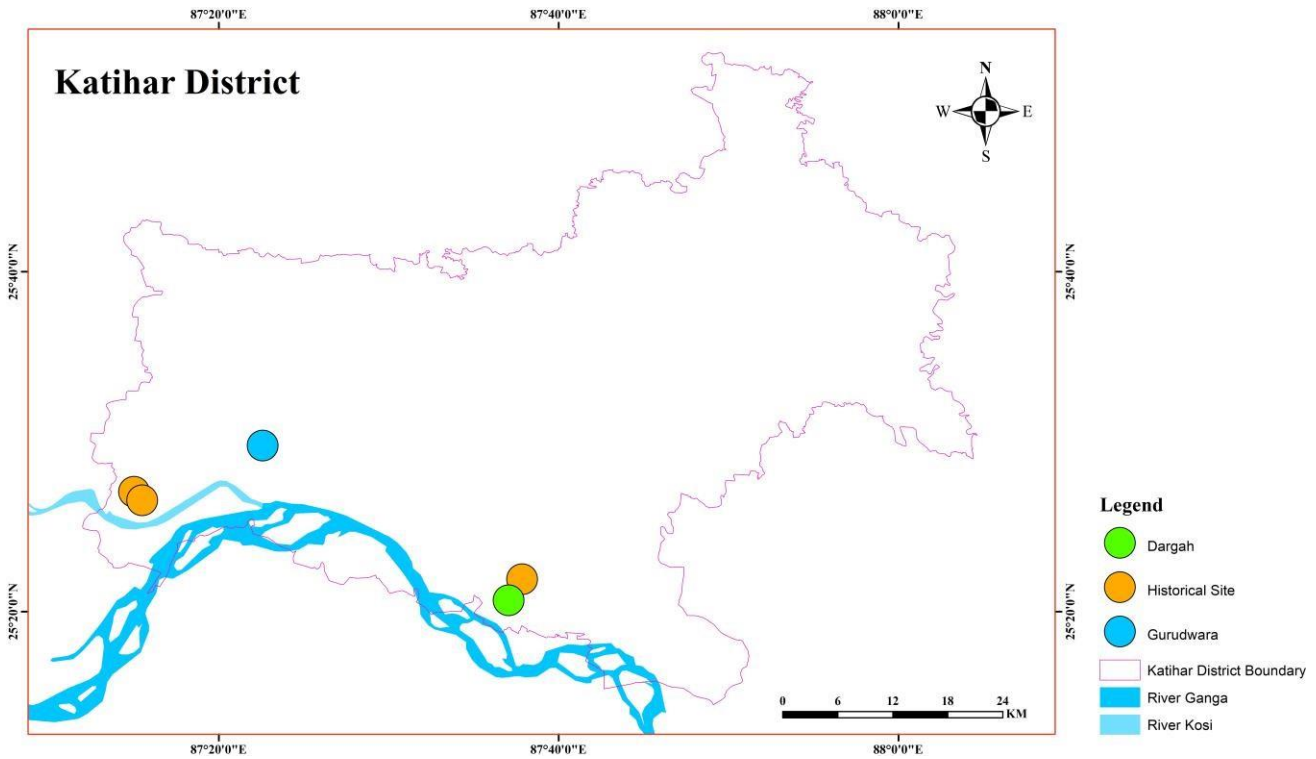 87°20'0"E 87°40'0"E 88°0'0"E
Katihar District
N
W E
S
25°40'0"N 25°40'0"N
25°20'0"N 25°20'0"N
Legend
Dargah
Historical Site
Gurudwara
Katihar District Boundary
River Ganga
River Kosi
0 6 12 18 24
KM
87°20'0"E 87°40'0"E 88°0'0"E